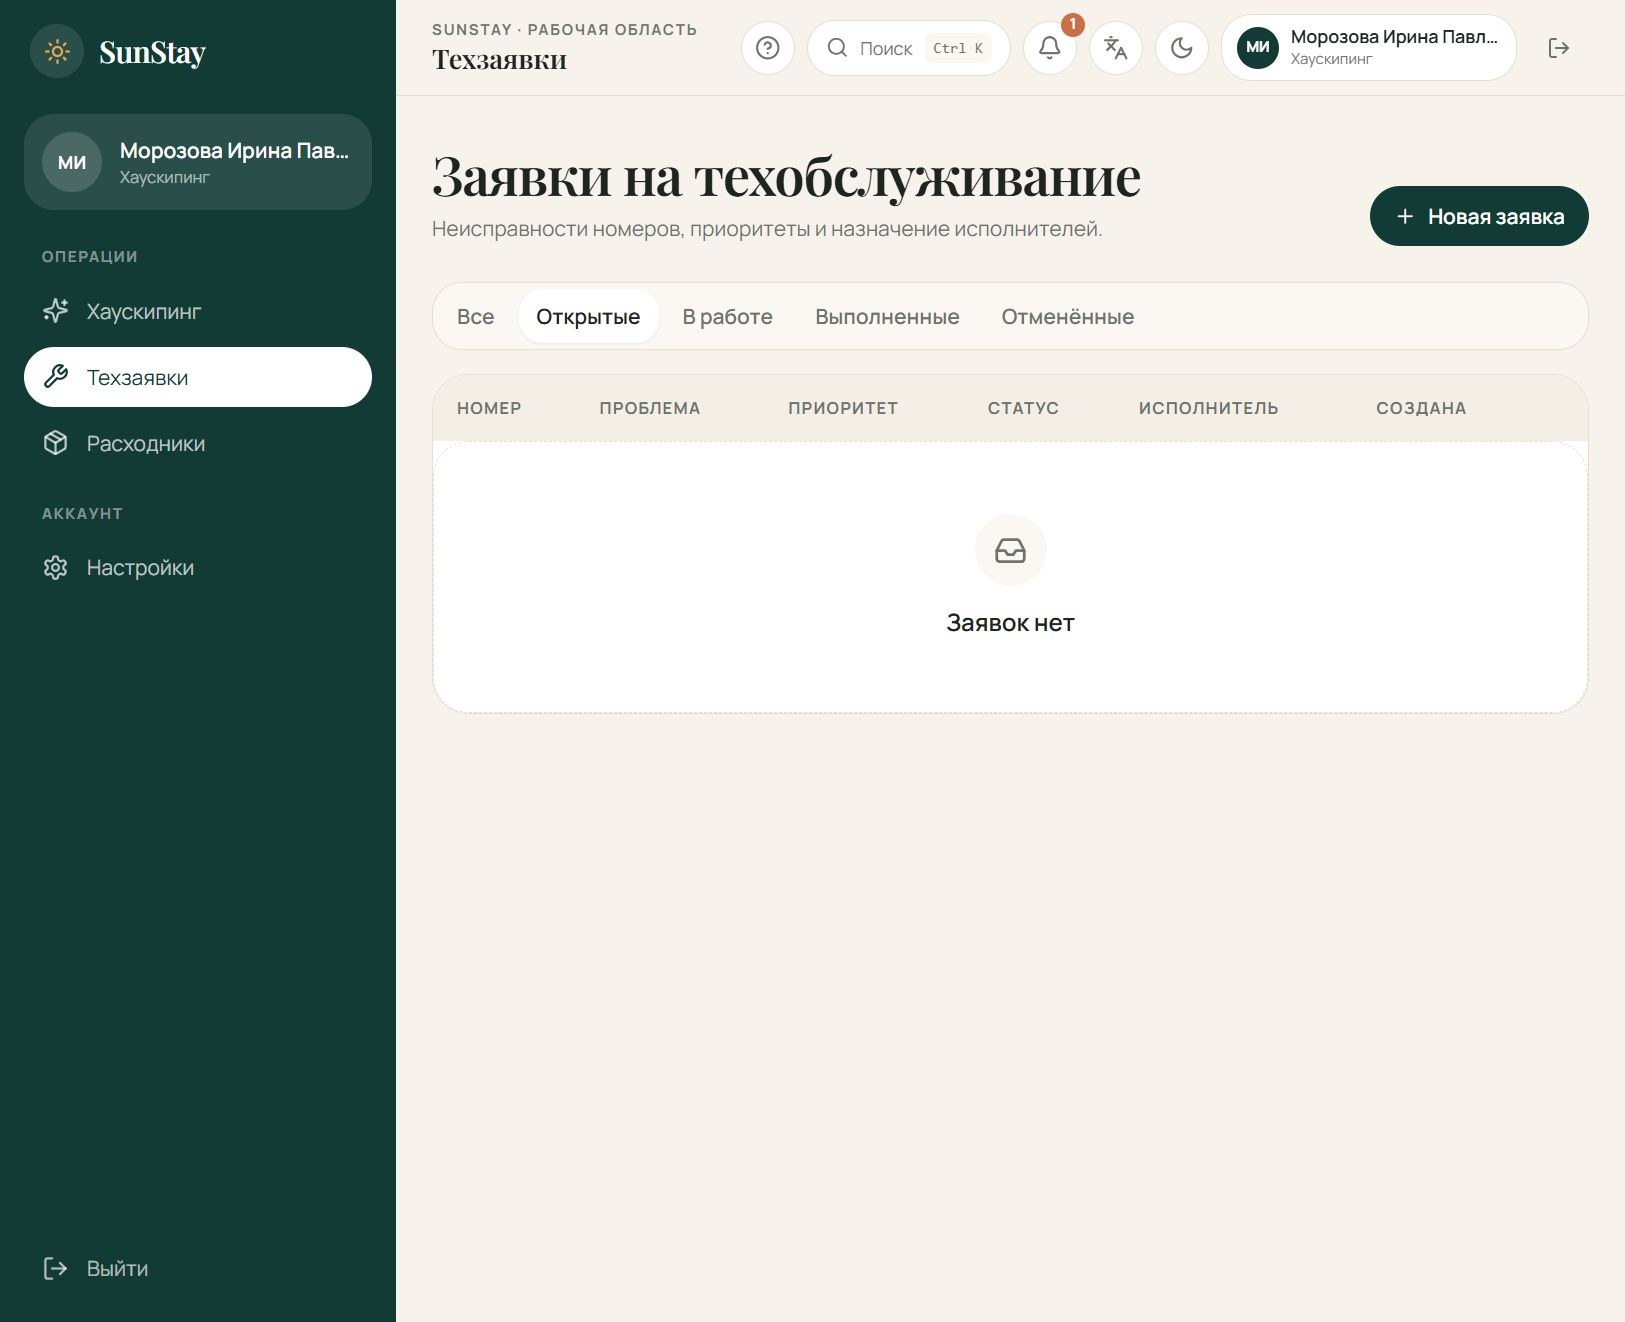 SunStay
МИ
Морозова Ирина Пав...
Хаускипинг
ОПЕРАЦИИ
Хаускипинг
Техзаявки
Расходники
АККАУНТ
Настройки
Выйти
SUNSTAY · РАБОЧАЯ ОБЛАСТЬ
Техзаявки
Поиск Ctrl K
1
МИ
Морозова Ирина Павл...
Хаускипинг
Заявки на техобслуживание
Неисправности номеров, приоритеты и назначение исполнителей.
+ Новая заявка
Все Открытые В работе Выполненные Отменённые
НОМЕР ПРОБЛЕМА ПРИОРИТЕТ СТАТУС ИСПОЛНИТЕЛЬ СОЗДАНА
Заявок нет